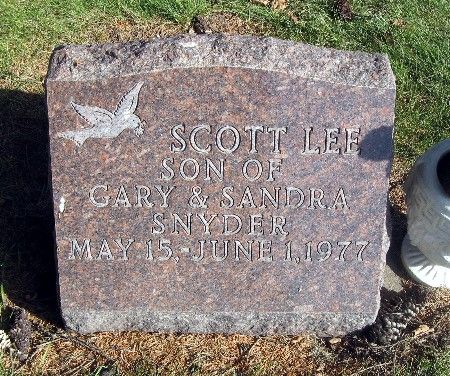 SCOTT LEE
SON OF
GARY & SANDRA
SNYDER
MAY 15,-JUNE 1,1977